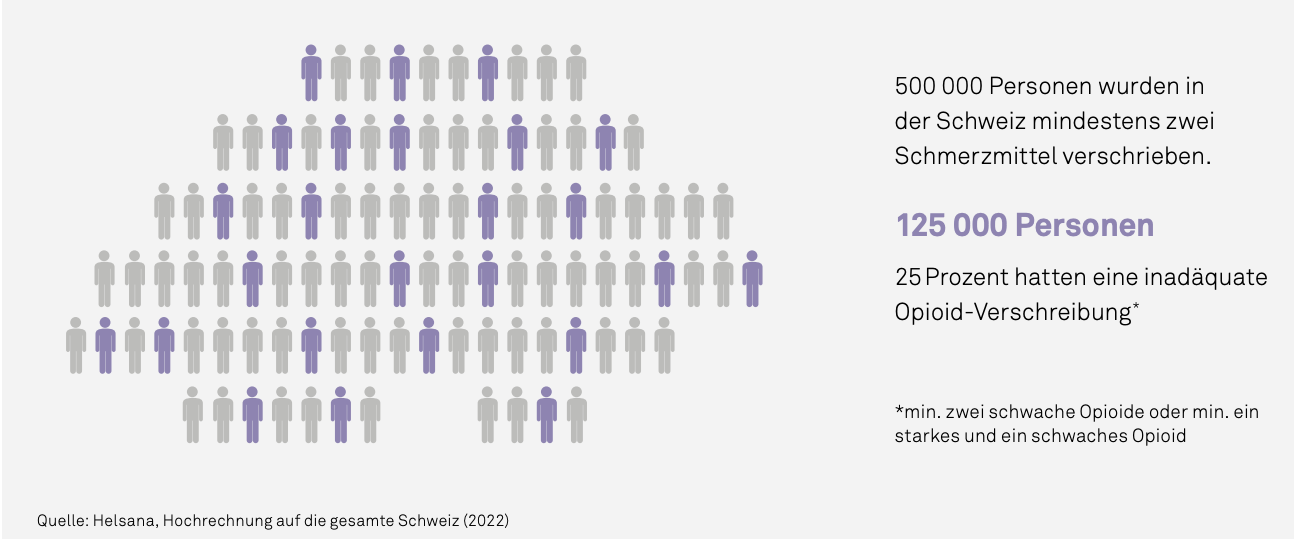 500 000 Personen wurden in
der Schweiz mindestens zwei
Schmerzmittel verschrieben.
125 000 Personen
25 Prozent hatten eine inadäquate
Opioid-Verschreibung*
*min. zwei schwache Opioide oder min. ein
starkes und ein schwaches Opioid
Quelle: Helsana, Hochrechnung auf die gesamte Schweiz (2022)